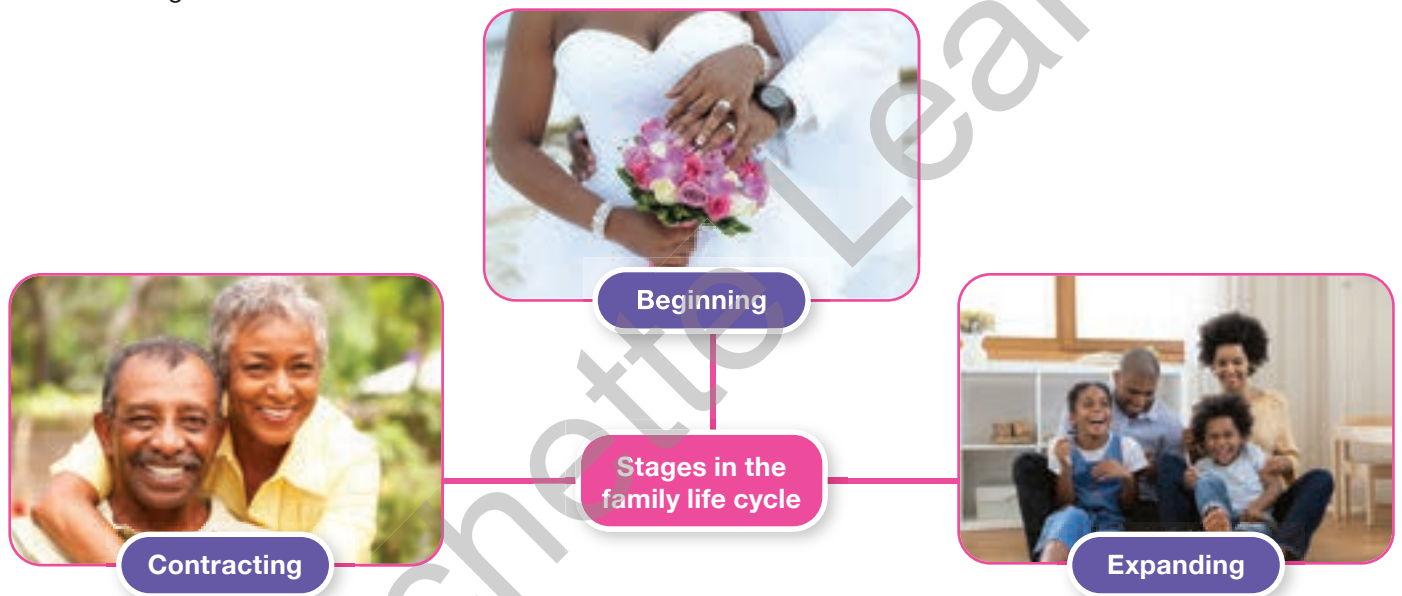 Beginning
Stages in the
family life cycle
Contracting
Expanding